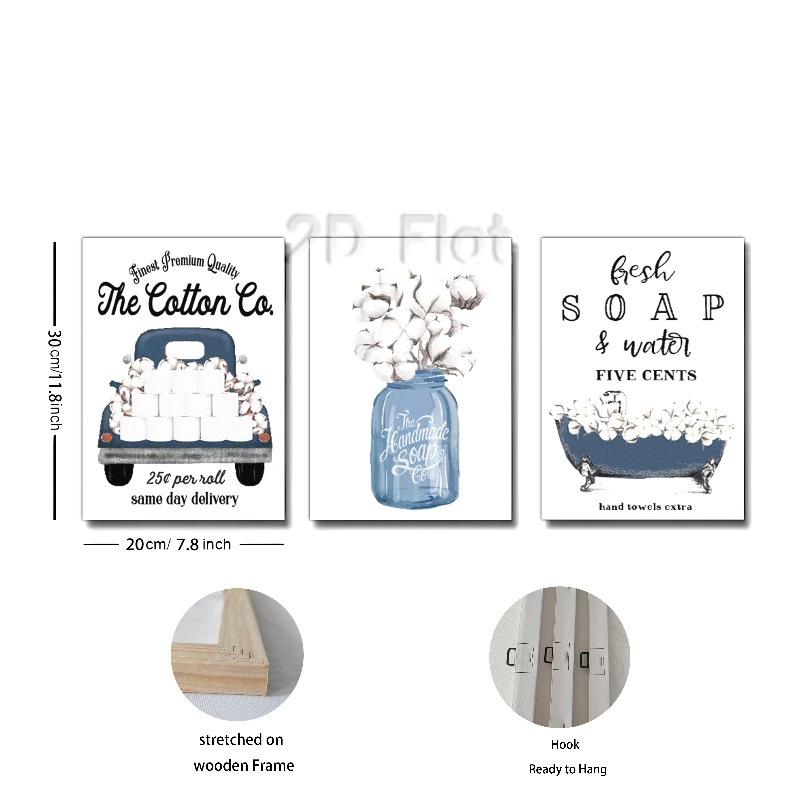 2D Flat
Finest Premium Quality
The Cotton Co.
25¢ per roll
same day delivery
The
Handmade
Soap
Co
fresh
SOAP
& water
FIVE CENTS
hand towels extra
30cm/11.8inch
20cm/ 7.8 inch
stretched on
wooden Frame
Hook
Ready to Hang